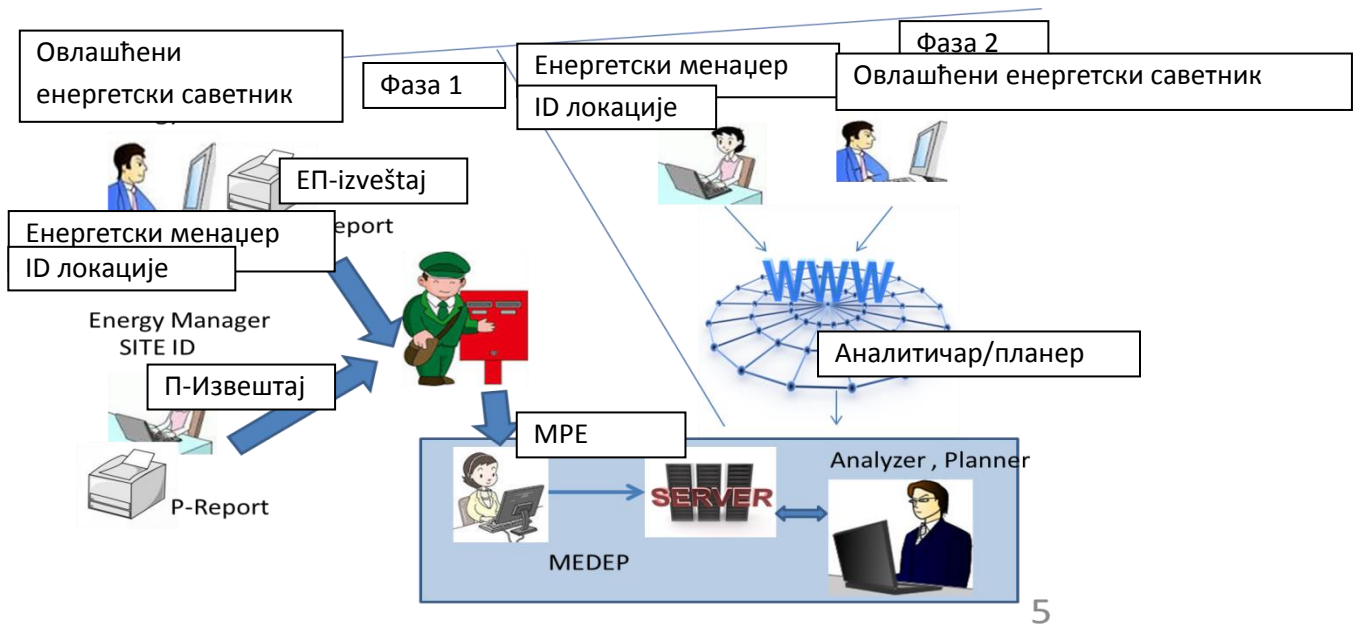 Овлашћени
енергетски саветник
Фаза 1
Енергетски менаџер
ID локације
Фаза 2
Овлашћени енергетски саветник
ЕП-izveštaj
eport
Енергетски менаџер
ID локације
Energy Manager
SITE ID
П-Извештај
P-Report
WWW
Аналитичар/планер
МРЕ
Analyzer , Planner
SERVER
MEDEP
5